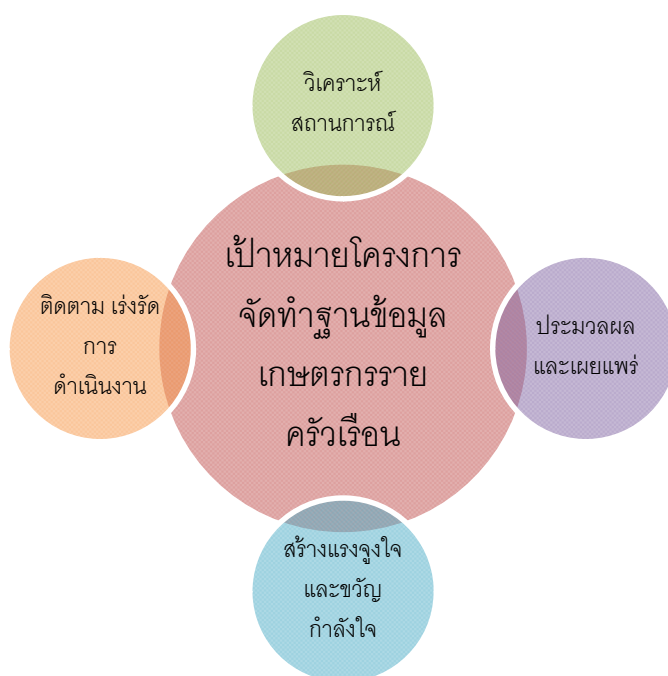 วิเคราะห์
สถานการณ์
เป้าหมายโครงการ
จัดทำฐานข้อมูล
เกษตรกรราย
ครัวเรือน
ติดตาม เร่งรัด
การ
ดำเนินงาน
ประมวลผล
และเผยแพร่
สร้างแรงจูงใจ
และขวัญ
กำลังใจ